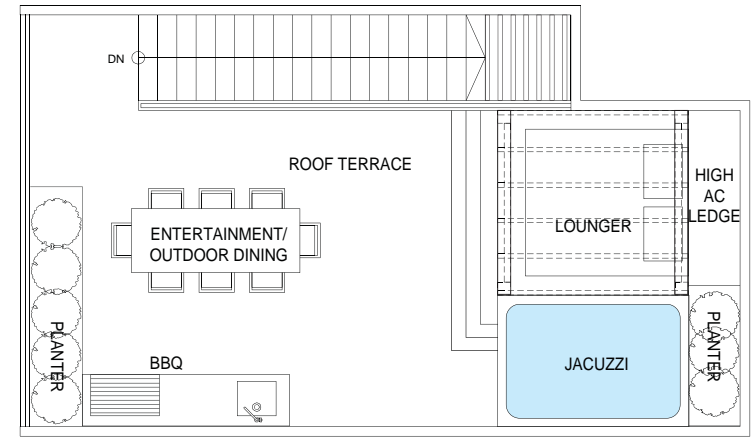 DN
ROOF TERRACE
HIGH
AC
LEDGE
ENTERTAINMENT/
OUTDOOR DINING
LOUNGER
PLANTER
PLANTER
BBQ
JACUZZI